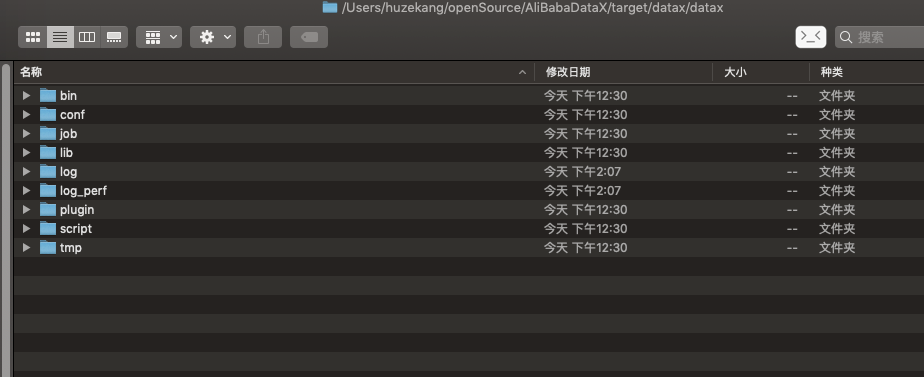 /Users/huzekang/openSource/AliBabaDataX/target/datax/datax
>_< 搜索
名称 修改日期 大小 种类
bin 今天 下午12:30 -- 文件夹
conf 今天 下午12:30 -- 文件夹
job 今天 下午12:30 -- 文件夹
lib 今天 下午12:30 -- 文件夹
log 今天 下午2:07 -- 文件夹
log_perf 今天 下午2:07 -- 文件夹
plugin 今天 下午12:30 -- 文件夹
script 今天 下午12:30 -- 文件夹
tmp 今天 下午12:30 -- 文件夹